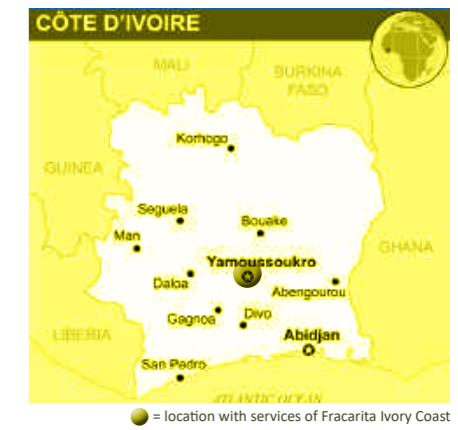 CÔTE D'IVOIRE
MALI
BURKINA
FASO
Korhogo
GUINEA
Seguela
Bouake
Man
GHANA
Yamoussoukro
Daloa
Abengourou
Gagnoa
Divo
LIBERIA
Abidjan
San Pedro
ATLANTIC OCEAN
= location with services of Fracarita Ivory Coast